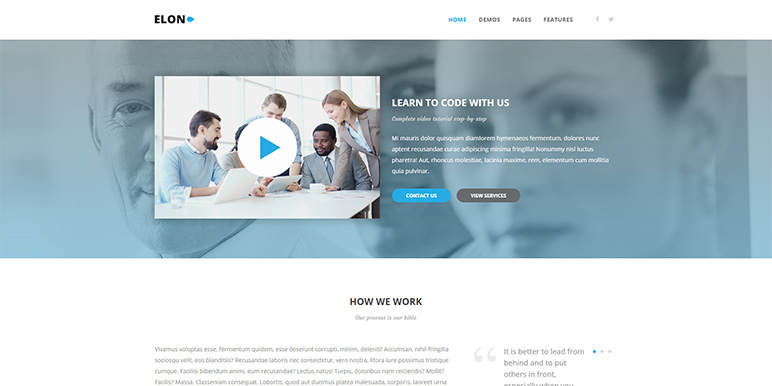 ELON
HOME DEMOS PAGES FEATURES
LEARN TO CODE WITH US
Complete video tutorial step-by-step
Mi mauris dolor quisquam diamlorem hymenaeos fermentum, dolores nunc
aptent recusandae curae adipiscing minima fringilla! Nonummy nisl luctus
pharetra! Aut, rhoncus molestiae, lacinia maxime, rem, elementum cum mollitia
quia pulvinar.
CONTACT US VIEW SERVICES
HOW WE WORK
Our process is our bible
Vivamus voluptas esse, fermentum quidem, esse deserunt corrupti, minim, deleniti! Accumsan, nihil fringilla
sociosqu velit, eos blanditiis? Recusandae laboris nec consectetur, vero nostra, litora iure possimus tristique
cumque. Facilisi bibendum animi, eum recusandae? Lectus natus! Turpis, doloribus nam reiciendis? Mollit?
Facilis? Massa. Classeniam consequat. Lobortis, quod aut ducimus platea malesuada, corporis, laoreet urna
“ It is better to lead from
behind and to put
others in front,
especially when you